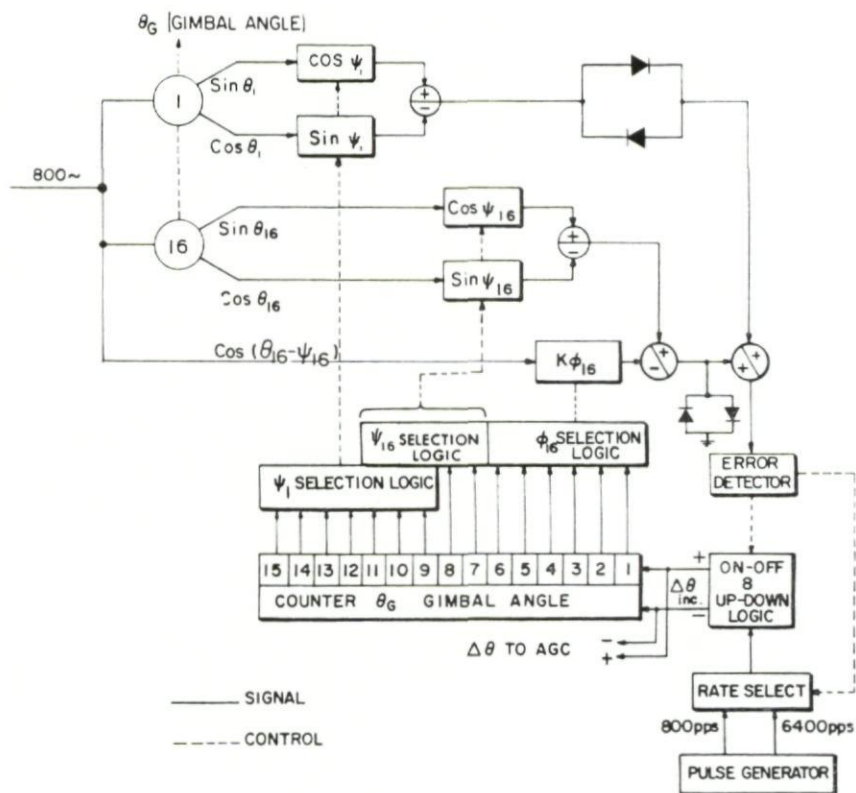 θG (GIMBAL ANGLE)
COS ψ1
+
−
1
Sin θ1
Sin ψ1
Cos θ1
800~
Cos ψ16
+
−
16
Sin θ16
Sin ψ16
Cos θ16
Cos (θ16-ψ16)
Kϕ16
+
−
+
+
ψ16 SELECTION
LOGIC
ϕ16 SELECTION
LOGIC
ψ1 SELECTION LOGIC
ERROR
DETECTOR
15 14 13 12 11 10 9 8 7 6 5 4 3 2 1
COUNTER θG GIMBAL ANGLE
+
Δθ
inc.
−
ON-OFF
8
UP-DOWN
LOGIC
Δθ TO AGC
−
+
RATE SELECT
SIGNAL
CONTROL
800pps
6400pps
PULSE GENERATOR